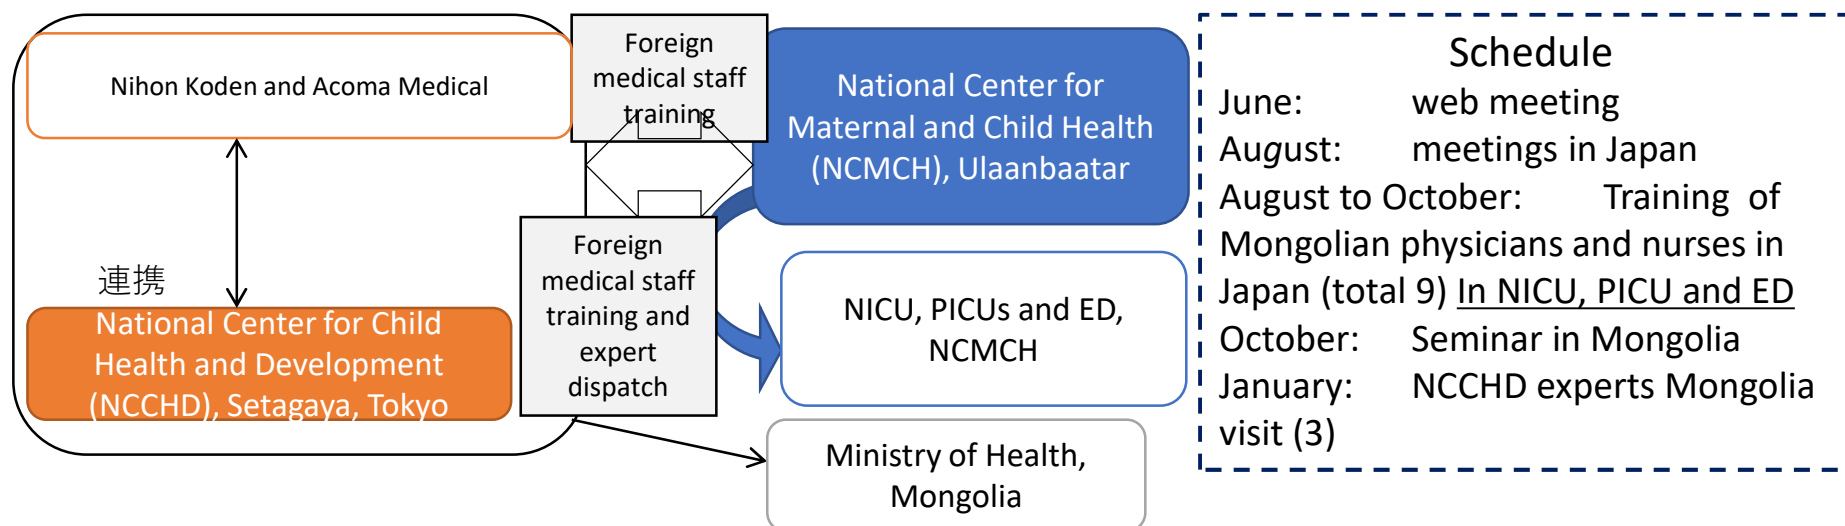 Nihon Koden and Acoma Medical
連携
National Center for Child
Health and Development
(NCCHD), Setagaya, Tokyo
Foreign
medical staff
training
Foreign
medical staff
training and
expert
dispatch
National Center for
Maternal and Child Health
(NCMCH), Ulaanbaatar
NICU, PICUs and ED,
NCMCH
Ministry of Health,
Mongolia
Schedule
June: web meeting
August: meetings in Japan
August to October: Training of
Mongolian physicians and nurses in
Japan (total 9) In NICU, PICU and ED
October: Seminar in Mongolia
January: NCCHD experts Mongolia
visit (3)